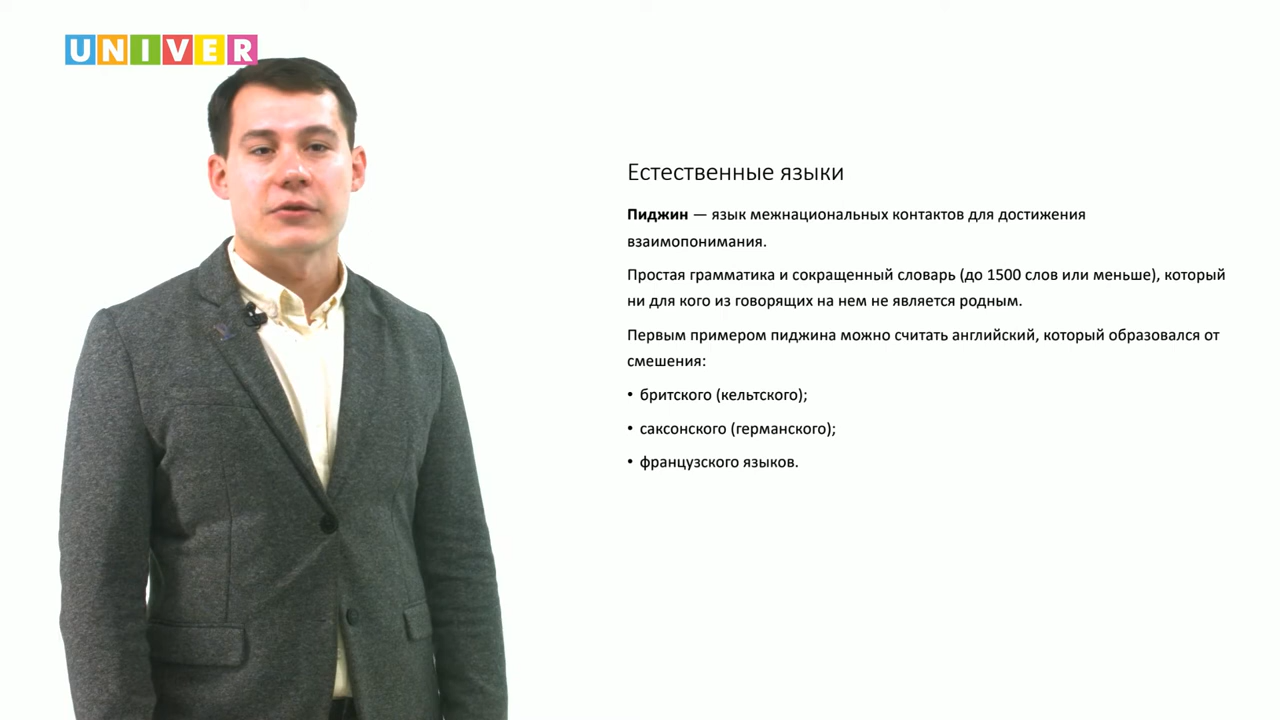 UNIVER
Естественные языки
Пиджин — язык межнациональных контактов для достижения
взаимопонимания.
Простая грамматика и сокращенный словарь (до 1500 слов или меньше), который
ни для кого из говорящих на нем не является родным.
Первым примером пиджина можно считать английский, который образовался от
смешения:
• бритского (кельтского);
• саксонского (германского);
• французского языков.